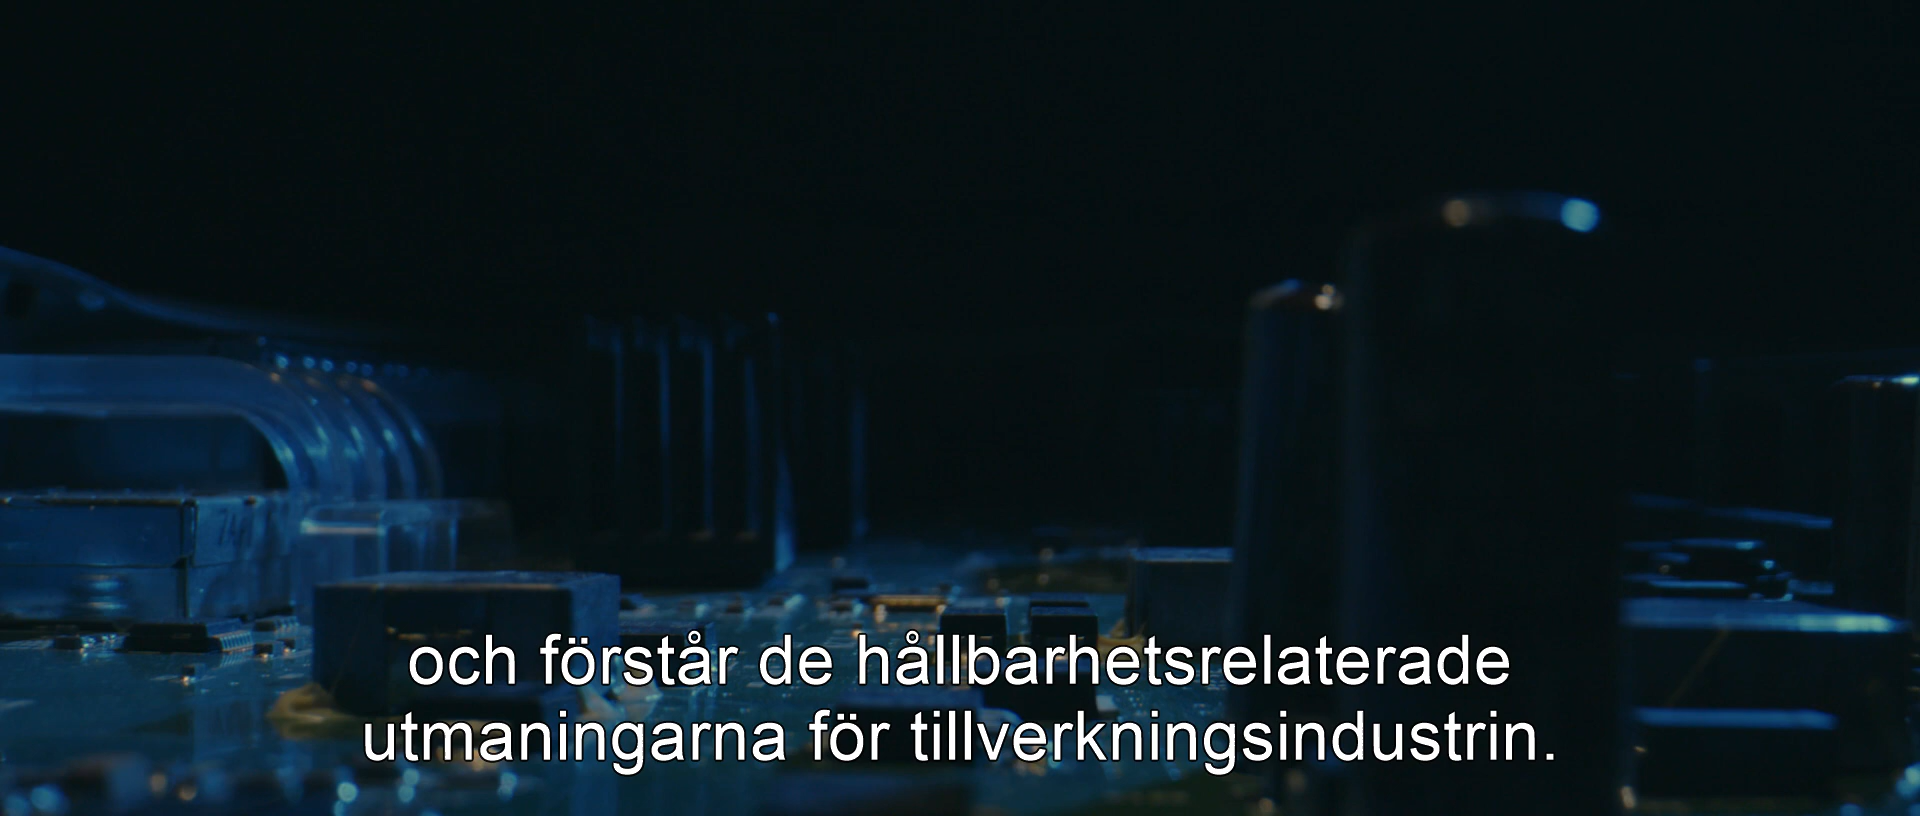 och förstår de hållbarhetsrelaterade
utmaningarna för tillverkningsindustrin.